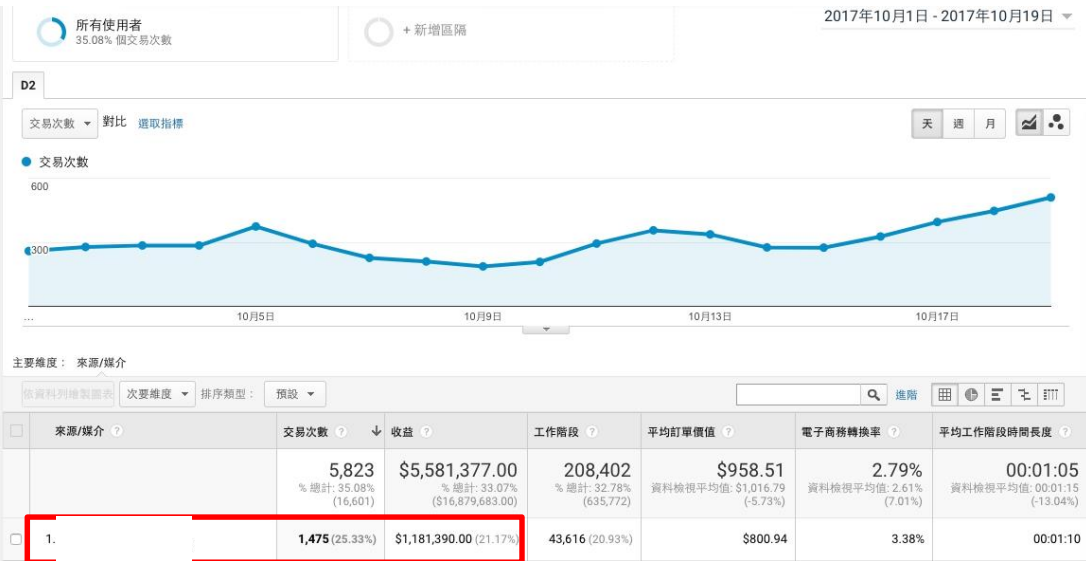 所有使用者
35.08% 個交易次數
+ 新增區隔
2017年10月1日 - 2017年10月19日
D2
交易次數 對比 選取指標
天 週 月
交易次數
600
300
... 10月5日 10月9日 10月13日 10月17日
主要維度： 來源/媒介
依資料列繪製圖表 次要維度 排序類型： 預設 進階
來源/媒介 ? 交易次數 ? ↓ 收益 ? 工作階段 ? 平均訂單價值 ? 電子商務轉換率 ? 平均工作階段時間長度 ?
5,823 $5,581,377.00 208,402 $958.51 2.79% 00:01:05
% 總計: 35.08% % 總計: 33.07% % 總計: 32.78% 資料檢視平均值: $1,016.79 資料檢視平均值: 2.61% 資料檢視平均值: 00:01:15
(16,601) ($16,879,683.00) (635,772) (-5.73%) (7.01%) (-13.04%)
1. 1,475 (25.33%) $1,181,390.00 (21.17%) 43,616 (20.93%) $800.94 3.38% 00:01:10